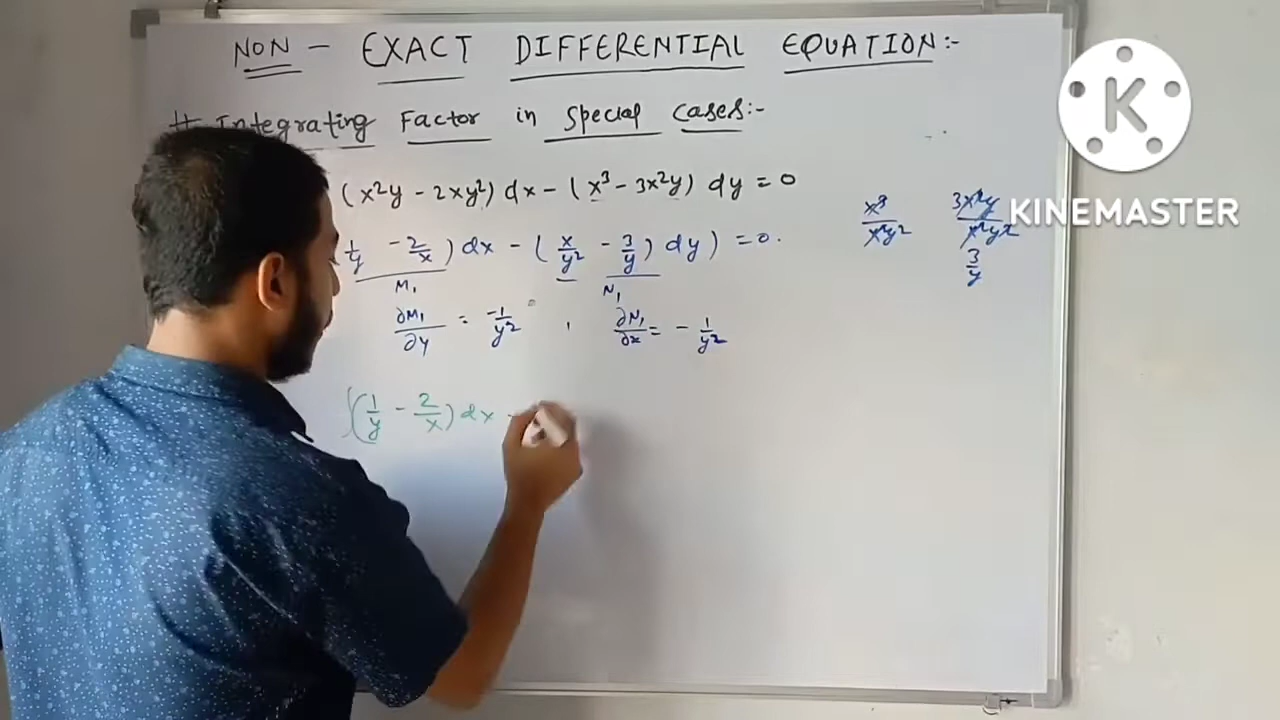 NON - EXACT DIFFERENTIAL EQUATION:-
# Integrating Factor in Special Cases:-
(x²y - 2xy²) dx - (x³ - 3x²y) dy = 0
1/y - 2/x) dx - (x/y² - 3/y) dy) = 0.
M₁ N₁
∂M₁/∂y = -1/y² , ∂N₁/∂x = - 1/y²
∫(1/y - 2/x) dx -
x³/x²y² 3x²y/x²y²
3/y
K
KINEMASTER